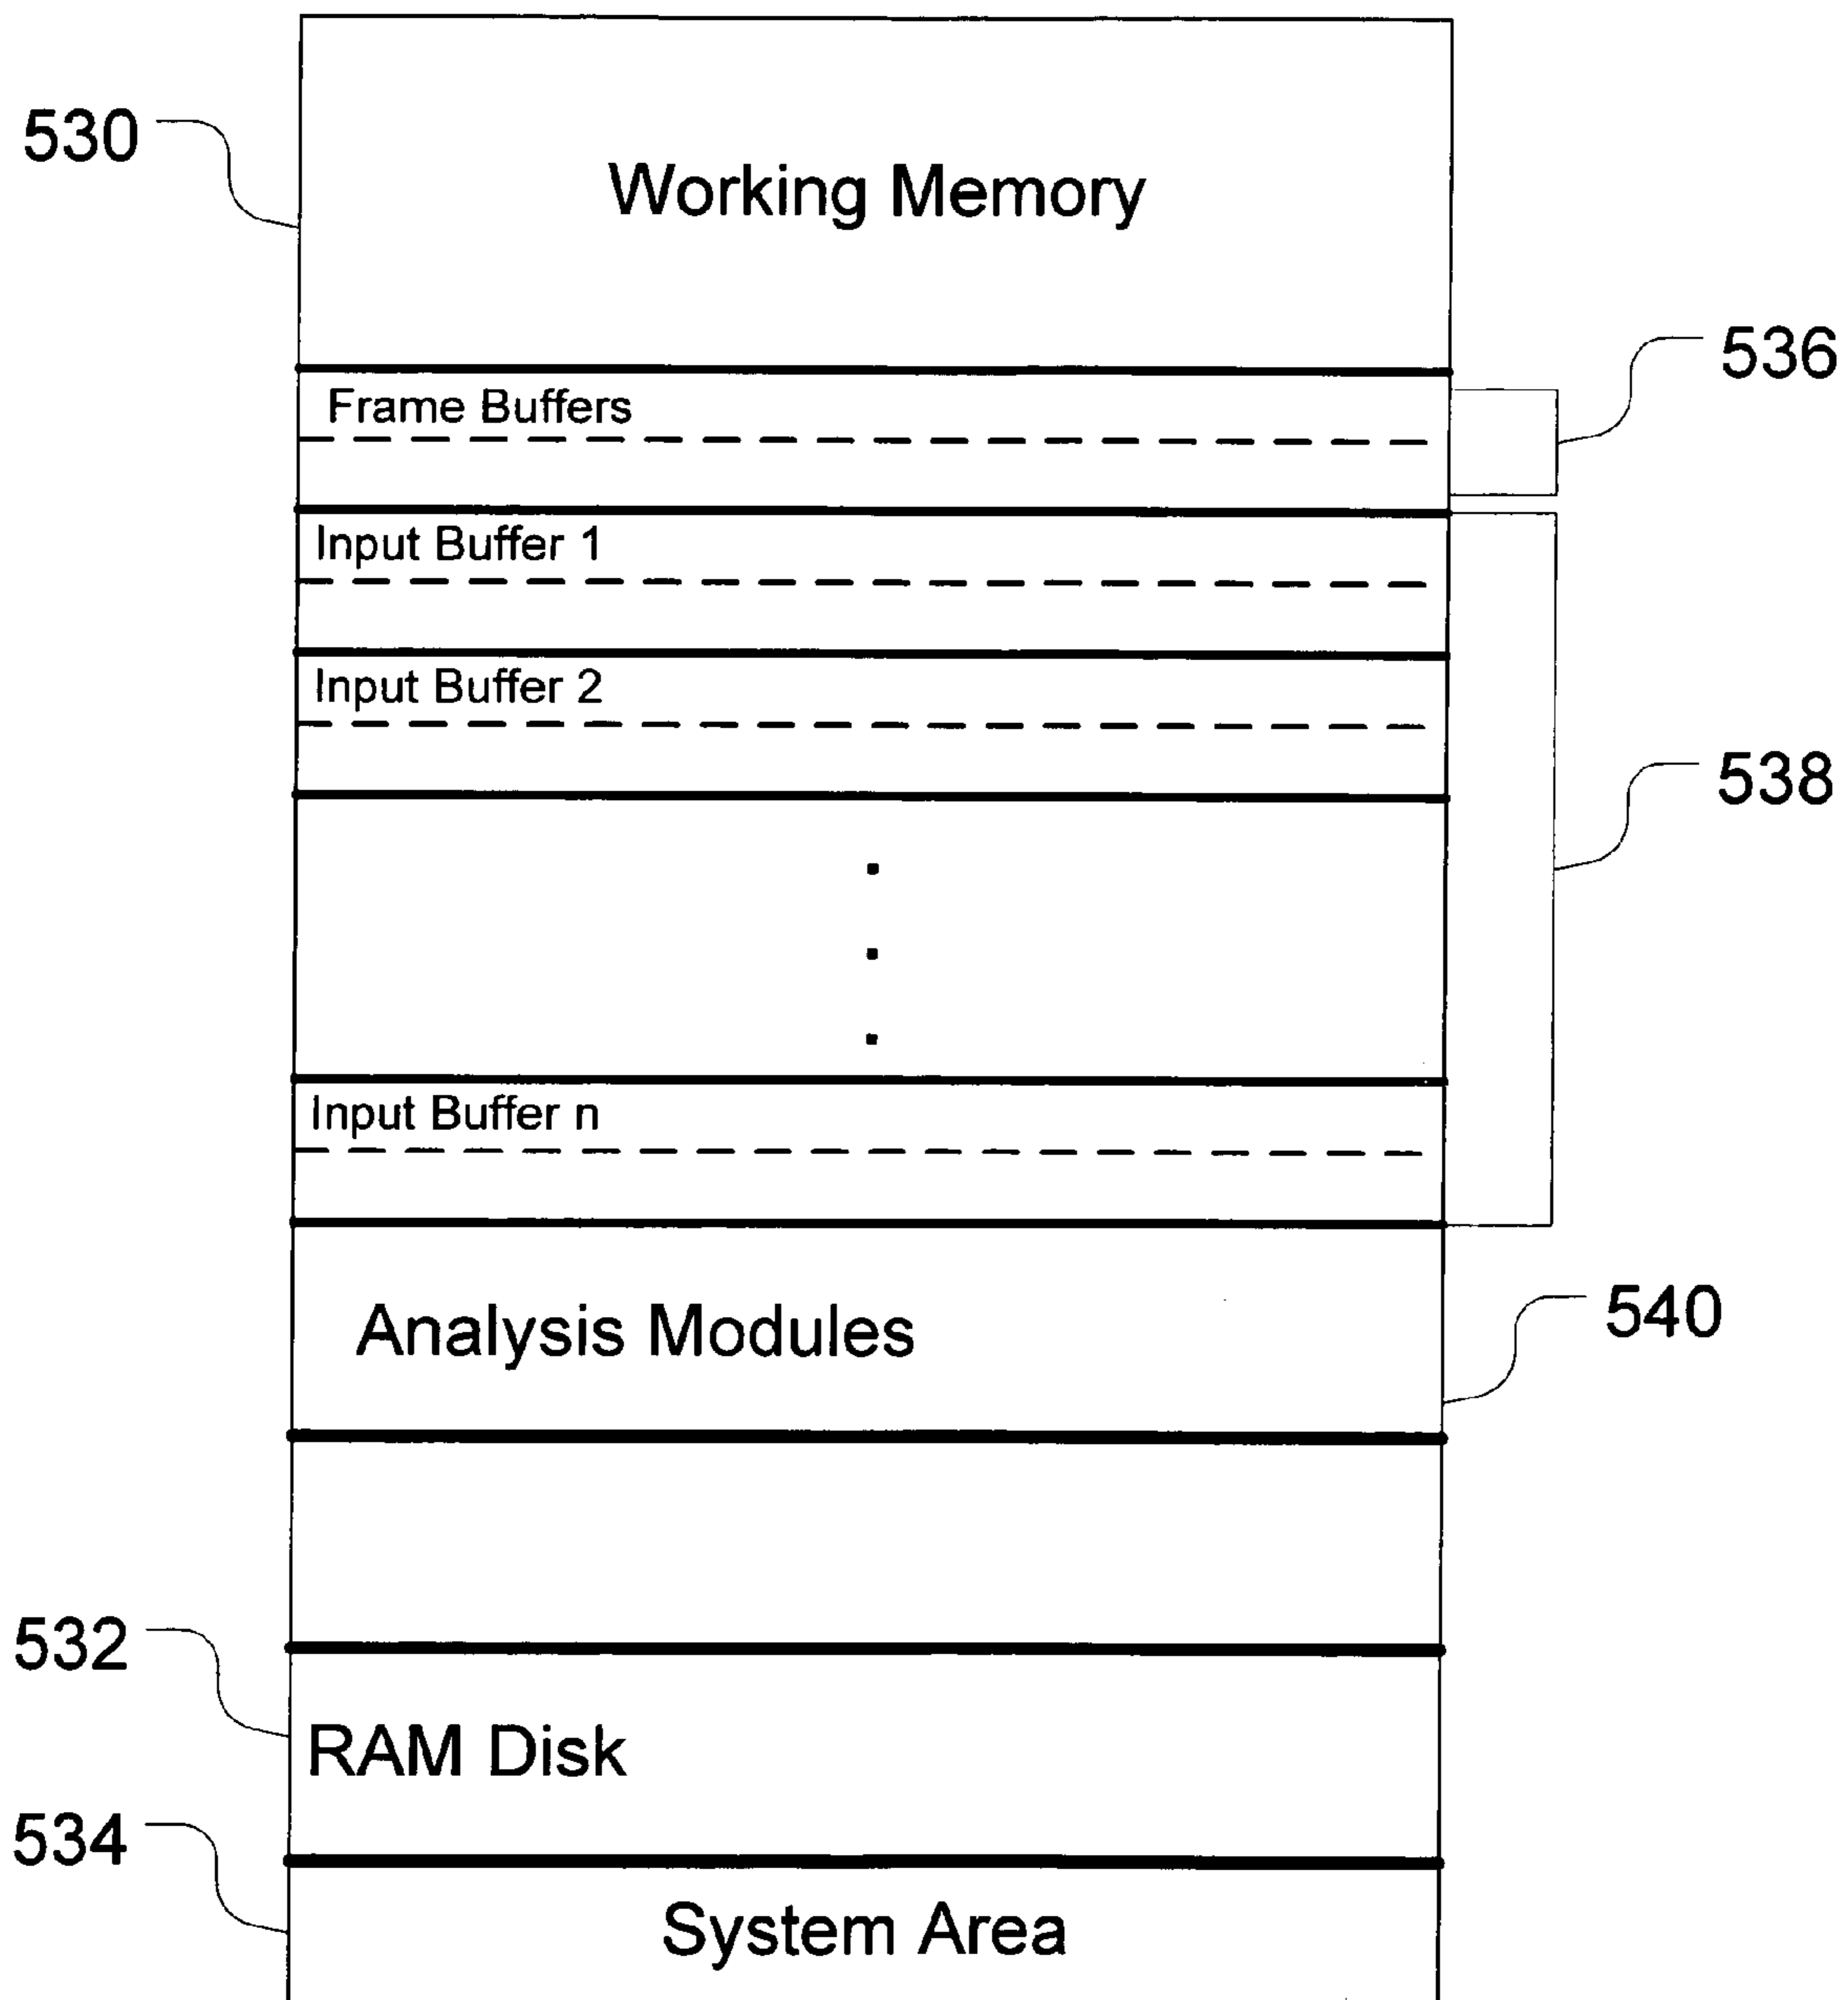 530
Working Memory
536
Frame Buffers
Input Buffer 1
Input Buffer 2
538
Input Buffer n
Analysis Modules
540
532
RAM Disk
534
System Area